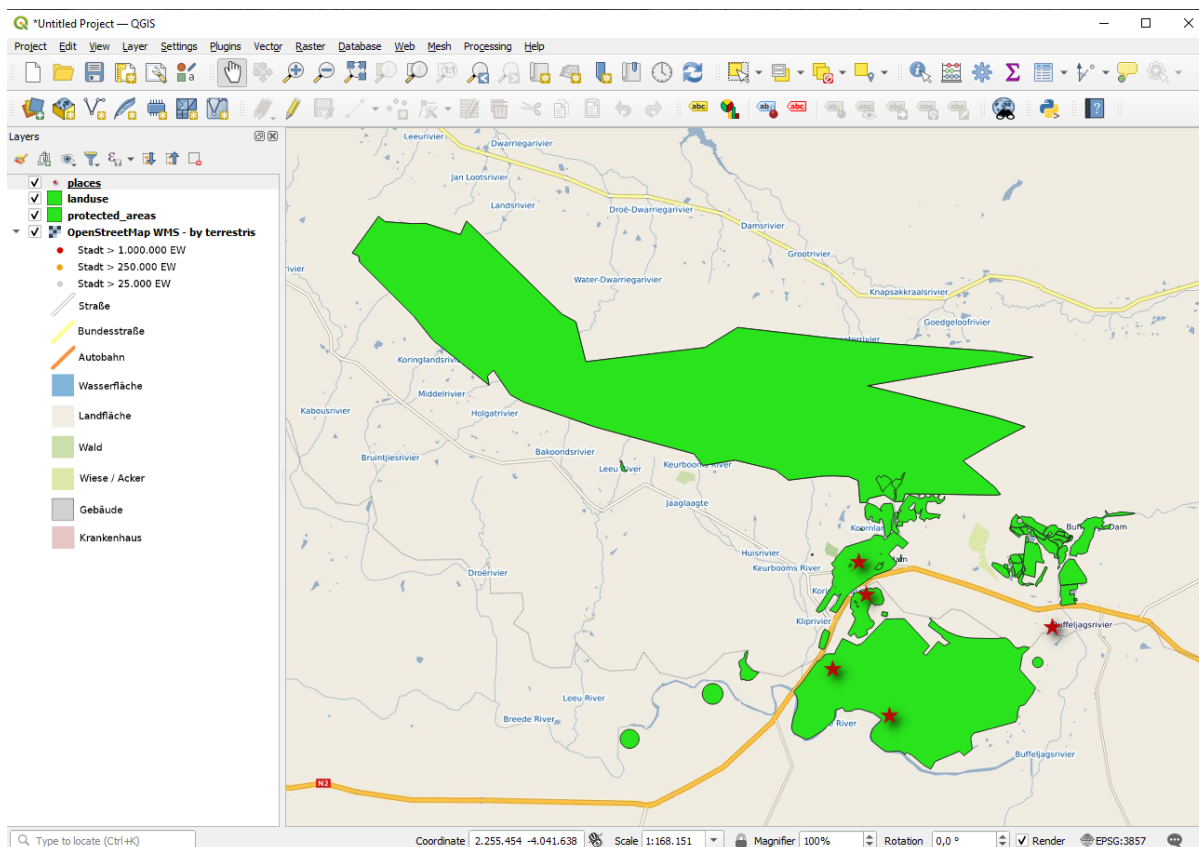 *Untitled Project — QGIS
Project Edit View Layer Settings Plugins Vector Raster Database Web Mesh Processing Help
Layers
places
landuse
protected_areas
OpenStreetMap WMS - by terrestris
Stadt > 1.000.000 EW
Stadt > 250.000 EW
Stadt > 25.000 EW
Straße
Bundesstraße
Autobahn
Wasserfläche
Landfläche
Wald
Wiese / Acker
Gebäude
Krankenhaus
Leeurivier
Dwarriegarivier
Jan Lootsrivier
Landsrivier
Droë-Dwarriegarivier
Damsrivier
Grootrivier
ivier
Water-Dwarriegarivier
Knapsakkraalsrivier
Goedgeloofrivier
Koringlandsrivi
Middelrivier
Kabousrivier
Holgatrivier
Bakoondsrivier
Bruintjiesrivier
Leeu River
Keurbooms River
Jaaglaagte
Koornlan
Dam
Huisrivier
Keurbooms River
Droërivier
Kliprivier
Buffeljagsrivier
Leeu River
Breede River
e River
Buffeljagsrivier
N2
Type to locate (Ctrl+K)
Coordinate 2.255.454 -4.041.638 Scale 1:168.151 Magnifier 100% Rotation 0,0 ° Render EPSG:3857